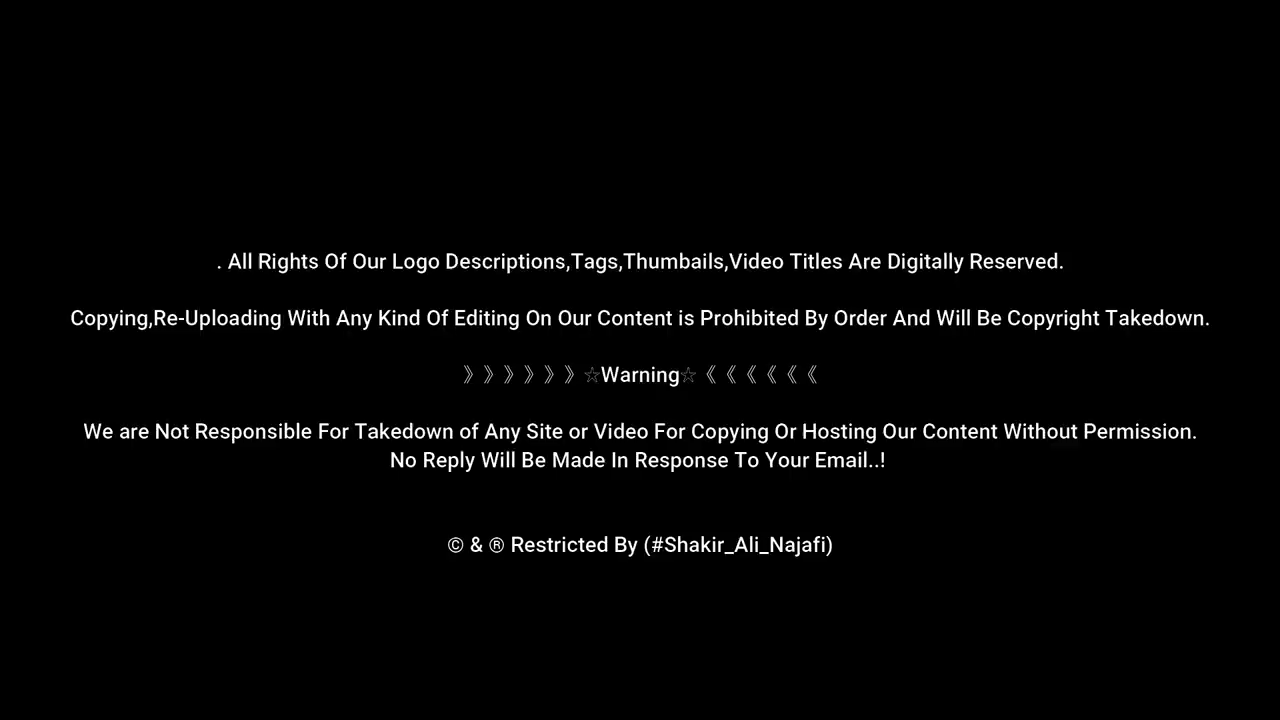 . All Rights Of Our Logo Descriptions,Tags,Thumbails,Video Titles Are Digitally Reserved.
Copying,Re-Uploading With Any Kind Of Editing On Our Content is Prohibited By Order And Will Be Copyright Takedown.
》》》》》》☆Warning☆《《《《《《
We are Not Responsible For Takedown of Any Site or Video For Copying Or Hosting Our Content Without Permission.
No Reply Will Be Made In Response To Your Email..!
© & ® Restricted By (#Shakir_Ali_Najafi)